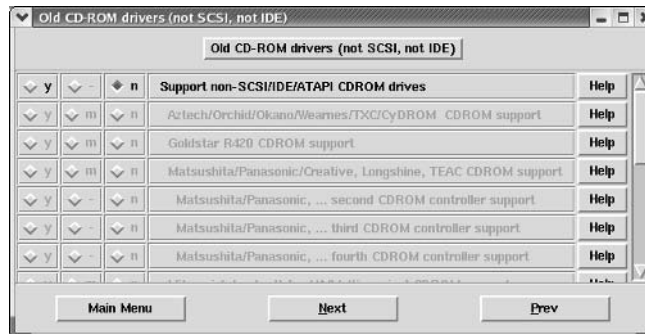 Old CD-ROM drivers (not SCSI, not IDE)
Old CD-ROM drivers (not SCSI, not IDE)
y - n Support non-SCSI/IDE/ATAPI CDROM drives Help
y m n Aztech/Orchid/Okano/Wearnes/TXC/CyDROM CDROM support Help
y m n Goldstar R420 CDROM support Help
y m n Matsushita/Panasonic/Creative, Longshine, TEAC CDROM support Help
y - n Matsushita/Panasonic, ... second CDROM controller support Help
y - n Matsushita/Panasonic, ... third CDROM controller support Help
y - n Matsushita/Panasonic, ... fourth CDROM controller support Help
Main Menu Next Prev